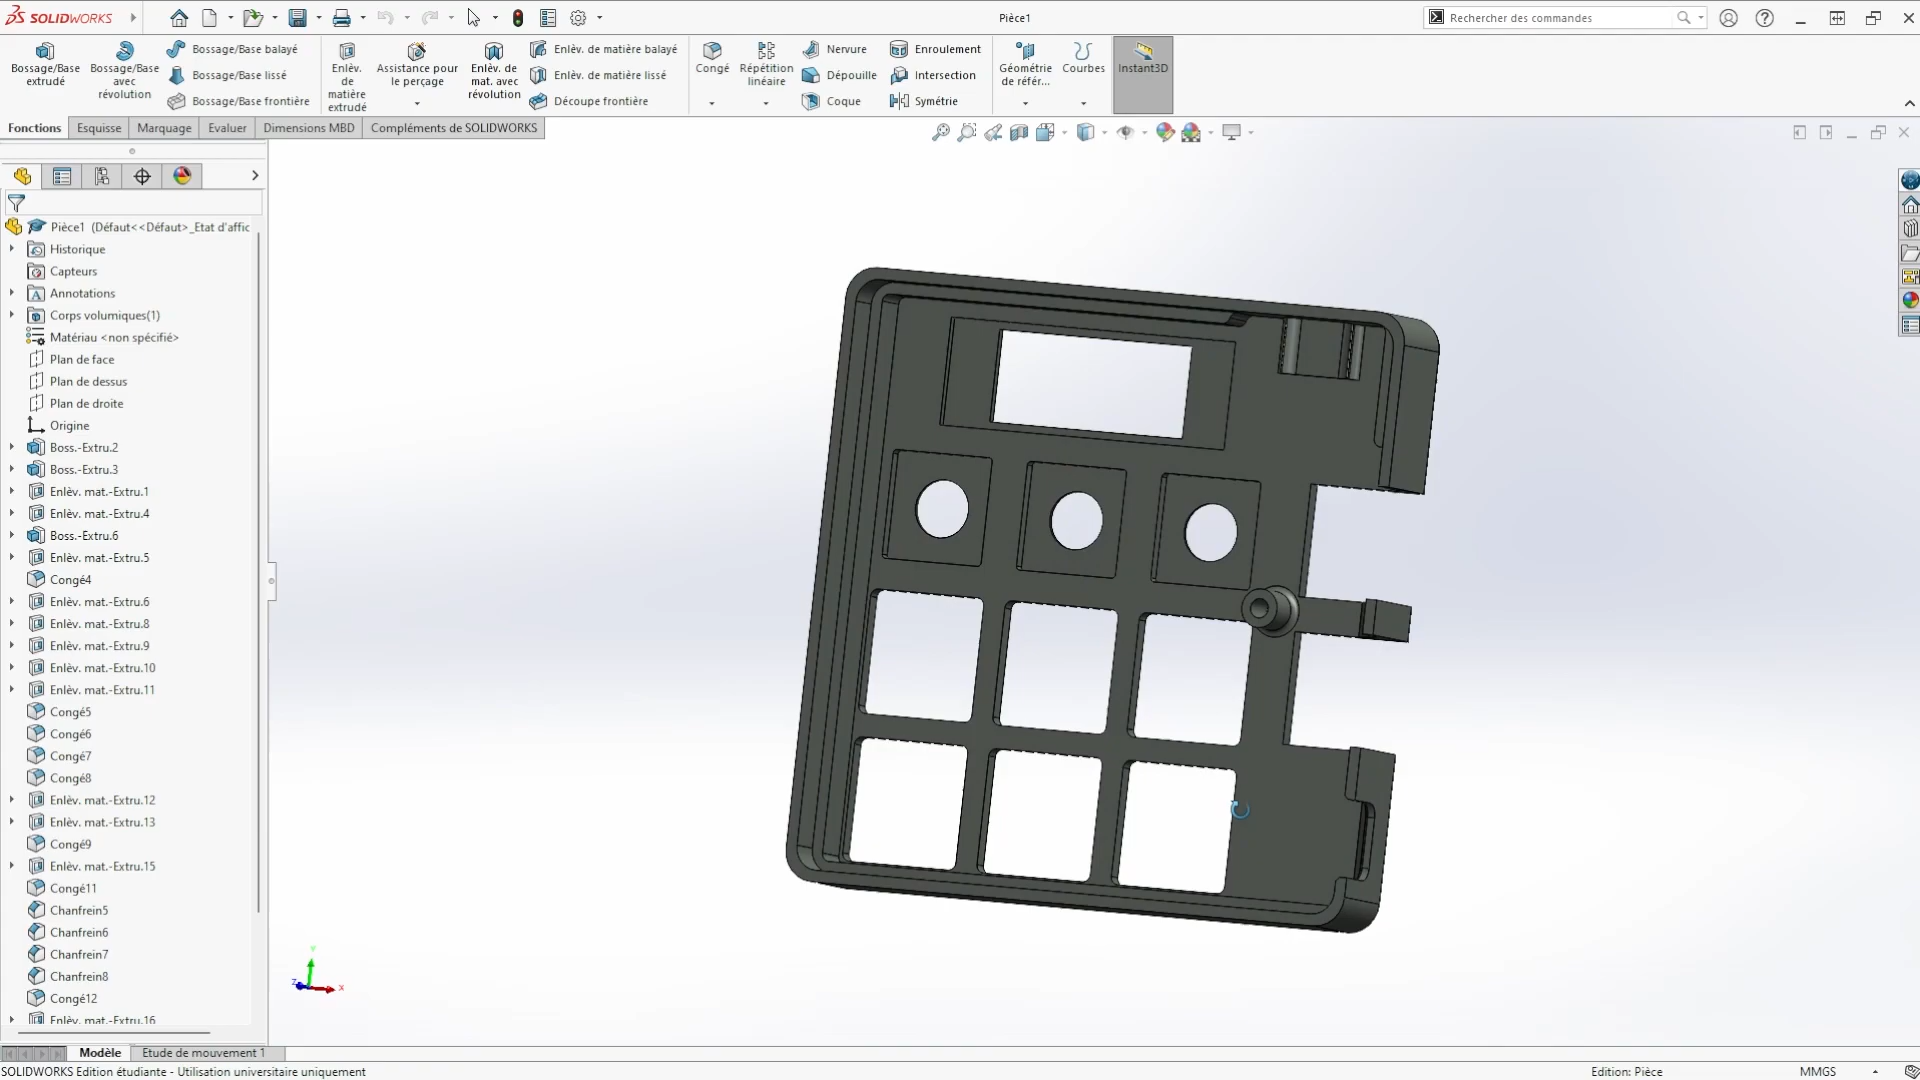 SOLIDWORKS
Pièce1
Rechercher des commandes
Bossage/Base extrudé
Bossage/Base avec révolution
Bossage/Base balayé
Bossage/Base lissé
Bossage/Base frontière
Enlèv. de matière extrudé
Assistance pour le perçage
Enlèv. de mat. avec révolution
Enlèv. de matière balayé
Enlèv. de matière lissé
Découpe frontière
Congé
Répétition linéaire
Nervure
Dépouille
Coque
Enroulement
Intersection
Symétrie
Géométrie de référ...
Courbes
Instant3D
Fonctions
Esquisse
Marquage
Evaluer
Dimensions MBD
Compléments de SOLIDWORKS
Pièce1 (Défaut<<Défaut>_Etat d'affic
Historique
Capteurs
Annotations
Corps volumiques(1)
Matériau <non spécifié>
Plan de face
Plan de dessus
Plan de droite
Origine
Boss.-Extru.2
Boss.-Extru.3
Enlèv. mat.-Extru.1
Enlèv. mat.-Extru.4
Boss.-Extru.6
Enlèv. mat.-Extru.5
Congé4
Enlèv. mat.-Extru.6
Enlèv. mat.-Extru.8
Enlèv. mat.-Extru.9
Enlèv. mat.-Extru.10
Enlèv. mat.-Extru.11
Congé5
Congé6
Congé7
Congé8
Enlèv. mat.-Extru.12
Enlèv. mat.-Extru.13
Congé9
Enlèv. mat.-Extru.15
Congé11
Chanfrein5
Chanfrein6
Chanfrein7
Chanfrein8
Congé12
Enlèv. mat.-Extru.16
Y
Z
X
Modèle
Etude de mouvement 1
SOLIDWORKS Edition étudiante - Utilisation universitaire uniquement
Edition: Pièce
MMGS